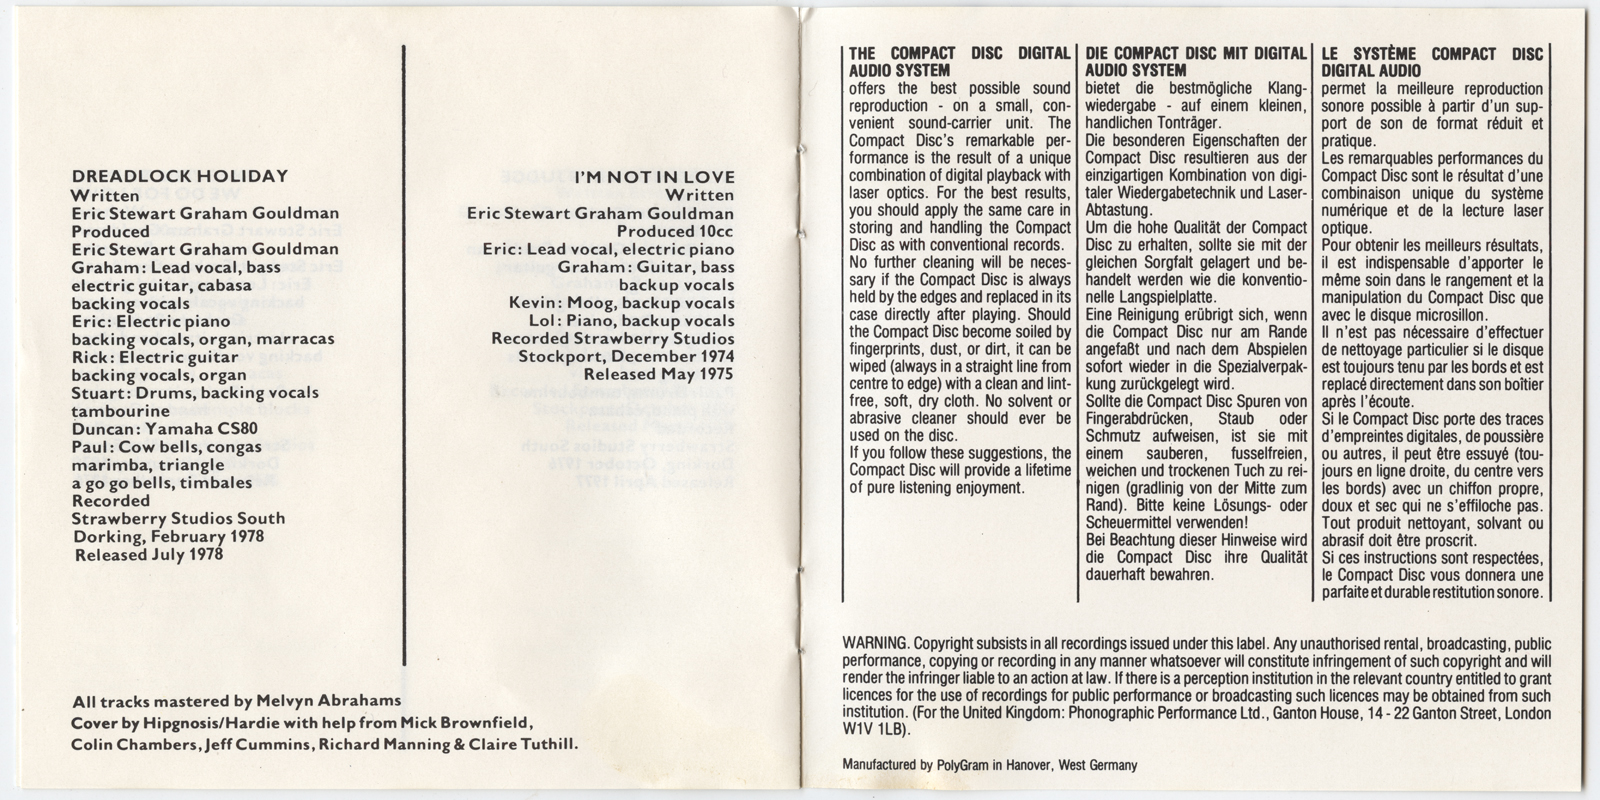 DREADLOCK HOLIDAY
Written
Eric Stewart Graham Gouldman
Produced
Eric Stewart Graham Gouldman
Graham: Lead vocal, bass
electric guitar, cabasa
backing vocals
Eric: Electric piano
backing vocals, organ, marracas
Rick: Electric guitar
backing vocals, organ
Stuart: Drums, backing vocals
tambourine
Duncan: Yamaha CS80
Paul: Cow bells, congas
marimba, triangle
a go go bells, timbales
Recorded
Strawberry Studios South
Dorking, February 1978
Released July 1978
I'M NOT IN LOVE
Written
Eric Stewart Graham Gouldman
Produced 10cc
Eric: Lead vocal, electric piano
Graham: Guitar, bass
backup vocals
Kevin: Moog, backup vocals
Lol: Piano, backup vocals
Recorded Strawberry Studios
Stockport, December 1974
Released May 1975
All tracks mastered by Melvyn Abrahams
Cover by Hipgnosis/Hardie with help from Mick Brownfield,
Colin Chambers, Jeff Cummins, Richard Manning & Claire Tuthill.
THE COMPACT DISC DIGITAL
AUDIO SYSTEM
offers the best possible sound
reproduction - on a small, con-
venient sound-carrier unit. The
Compact Disc's remarkable per-
formance is the result of a unique
combination of digital playback with
laser optics. For the best results,
you should apply the same care in
storing and handling the Compact
Disc as with conventional records.
No further cleaning will be neces-
sary if the Compact Disc is always
held by the edges and replaced in its
case directly after playing. Should
the Compact Disc become soiled by
fingerprints, dust, or dirt, it can be
wiped (always in a straight line from
centre to edge) with a clean and lint-
free, soft, dry cloth. No solvent or
abrasive cleaner should ever be
used on the disc.
If you follow these suggestions, the
Compact Disc will provide a lifetime
of pure listening enjoyment.
DIE COMPACT DISC MIT DIGITAL
AUDIO SYSTEM
bietet die bestmögliche Klang-
wiedergabe - auf einem kleinen,
handlichen Tonträger.
Die besonderen Eigenschaften der
Compact Disc resultieren aus der
einzigartigen Kombination von digi-
taler Wiedergabetechnik und Laser-
Abtastung.
Um die hohe Qualität der Compact
Disc zu erhalten, sollte sie mit der
gleichen Sorgfalt gelagert und be-
handelt werden wie die konventio-
nelle Langspielplatte.
Eine Reinigung erübrigt sich, wenn
die Compact Disc nur am Rande
angefaßt und nach dem Abspielen
sofort wieder in die Spezialverpak-
kung zurückgelegt wird.
Sollte die Compact Disc Spuren von
Fingerabdrücken, Staub oder
Schmutz aufweisen, ist sie mit
einem sauberen, fusselfreien,
weichen und trockenen Tuch zu rei-
nigen (gradlinig von der Mitte zum
Rand). Bitte keine Lösungs- oder
Scheuermittel verwenden!
Bei Beachtung dieser Hinweise wird
die Compact Disc ihre Qualität
dauerhaft bewahren.
LE SYSTÈME COMPACT DISC
DIGITAL AUDIO
permet la meilleure reproduction
sonore possible à partir d'un sup-
port de son de format réduit et
pratique.
Les remarquables performances du
Compact Disc sont le résultat d'une
combinaison unique du système
numérique et de la lecture laser
optique.
Pour obtenir les meilleurs résultats,
il est indispensable d'apporter le
même soin dans le rangement et la
manipulation du Compact Disc que
avec le disque microsillon.
Il n'est pas nécessaire d'effectuer
de nettoyage particulier si le disque
est toujours tenu par les bords et est
replacé directement dans son boîtier
après l'écoute.
Si le Compact Disc porte des traces
d'empreintes digitales, de poussière
ou autres, il peut être essuyé (tou-
jours en ligne droite, du centre vers
les bords) avec un chiffon propre,
doux et sec qui ne s'effiloche pas.
Tout produit nettoyant, solvant ou
abrasif doit être proscrit.
Si ces instructions sont respectées,
le Compact Disc vous donnera une
parfaite et durable restitution sonore.
WARNING. Copyright subsists in all recordings issued under this label. Any unauthorised rental, broadcasting, public
performance, copying or recording in any manner whatsoever will constitute infringement of such copyright and will
render the infringer liable to an action at law. If there is a perception institution in the relevant country entitled to grant
licences for the use of recordings for public performance or broadcasting such licences may be obtained from such
institution. (For the United Kingdom: Phonographic Performance Ltd., Ganton House, 14 - 22 Ganton Street, London
W1V 1LB).
Manufactured by PolyGram in Hanover, West Germany